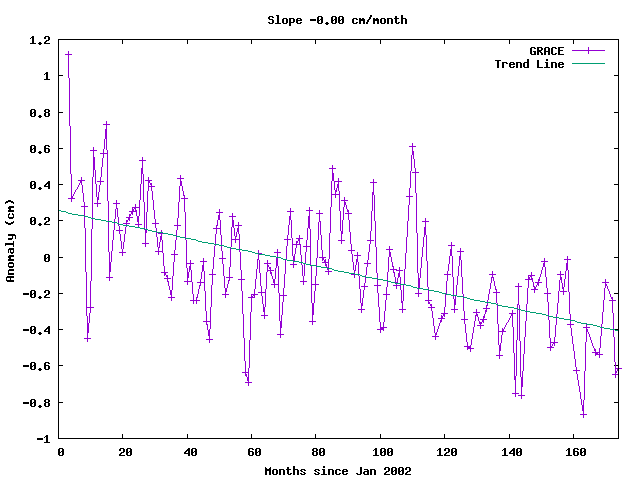 Slope -0.00 cm/month
GRACE
Trend Line
1.2
1
0.8
0.6
0.4
0.2
0
-0.2
-0.4
-0.6
-0.8
-1
Anomaly (cm)
0 20 40 60 80 100 120 140 160
Months since Jan 2002